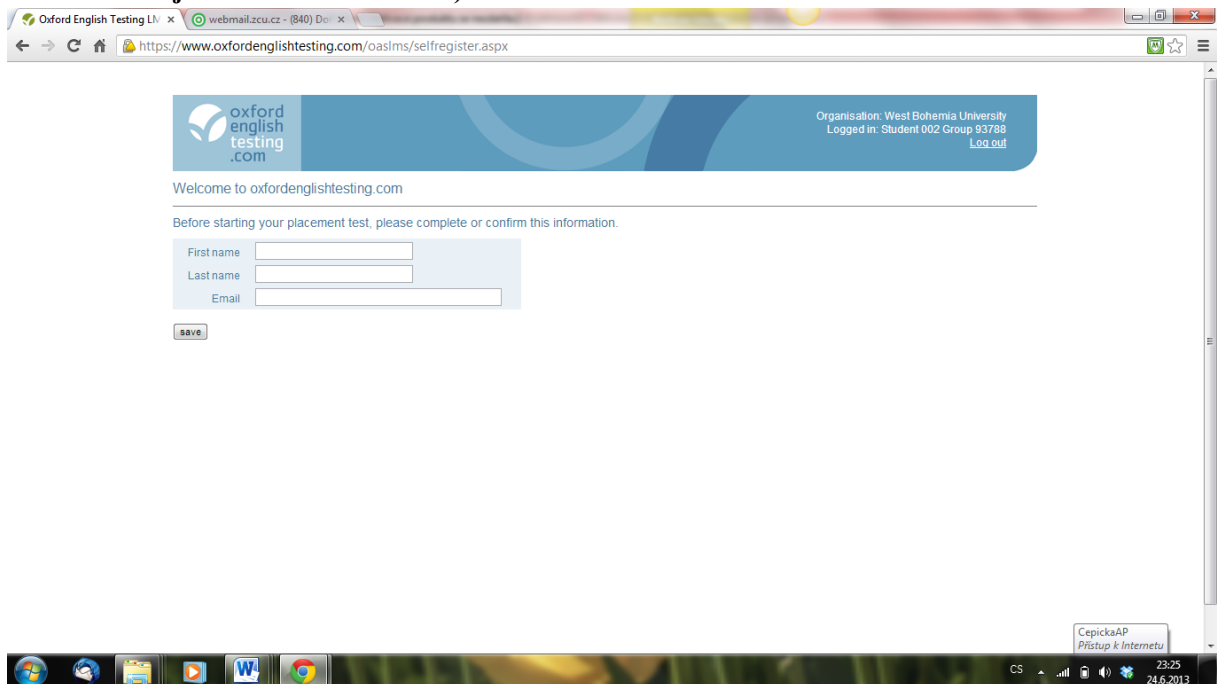 Oxford English Testing LM
webmail.zcu.cz - (840) Do
https://www.oxfordenglishtesting.com/oaslms/selfregister.aspx
oxford
english
testing
.com
Organisation: West Bohemia University
Logged in: Student 002 Group 93788
Log out
Welcome to oxfordenglishtesting.com
Before starting your placement test, please complete or confirm this information.
First name
Last name
Email
save
CepickaAP
Přístup k Internetu
CS
23:25
24.6.2013